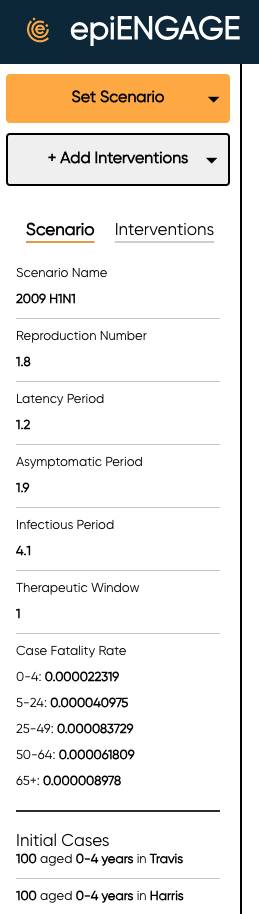 epiENGAGE
Set Scenario
+ Add Interventions
Scenario Interventions
Scenario Name
2009 H1N1
Reproduction Number
1.8
Latency Period
1.2
Asymptomatic Period
1.9
Infectious Period
4.1
Therapeutic Window
1
Case Fatality Rate
0-4: 0.000022319
5-24: 0.000040975
25-49: 0.000083729
50-64: 0.000061809
65+: 0.000008978
Initial Cases
100 aged 0-4 years in Travis
100 aged 0-4 years in Harris